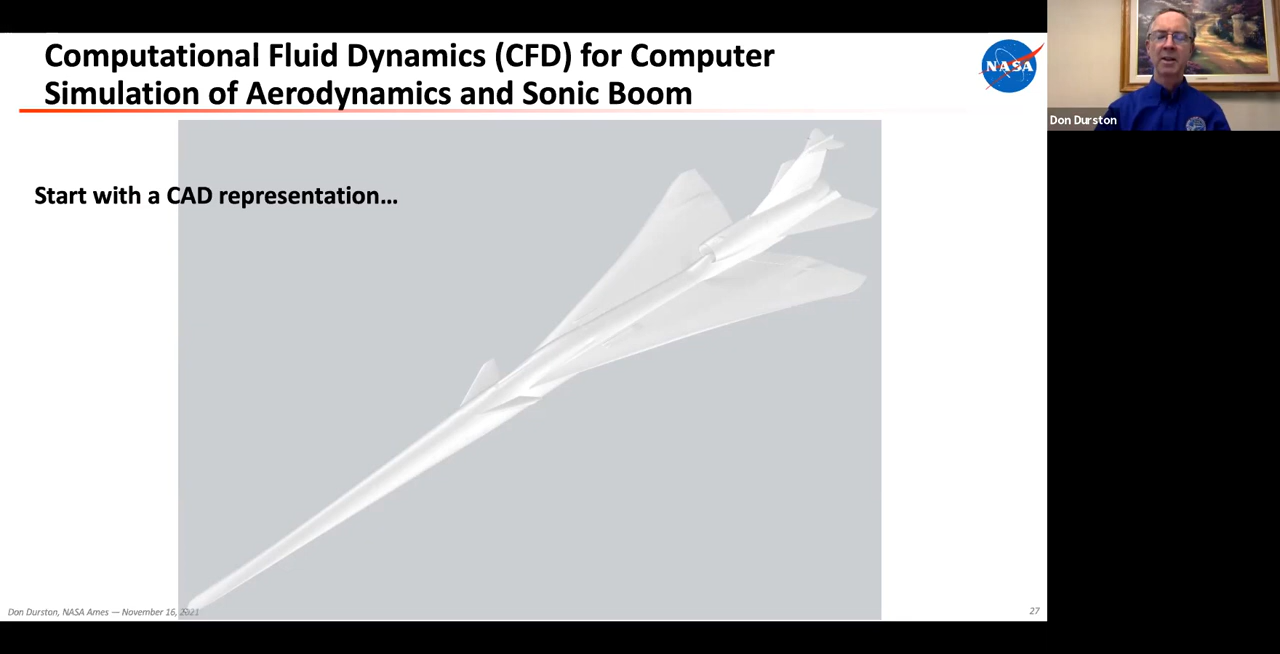 Computational Fluid Dynamics (CFD) for Computer
Simulation of Aerodynamics and Sonic Boom
NASA
Don Durston
Start with a CAD representation...
Don Durston, NASA Ames — November 16, 2021
27